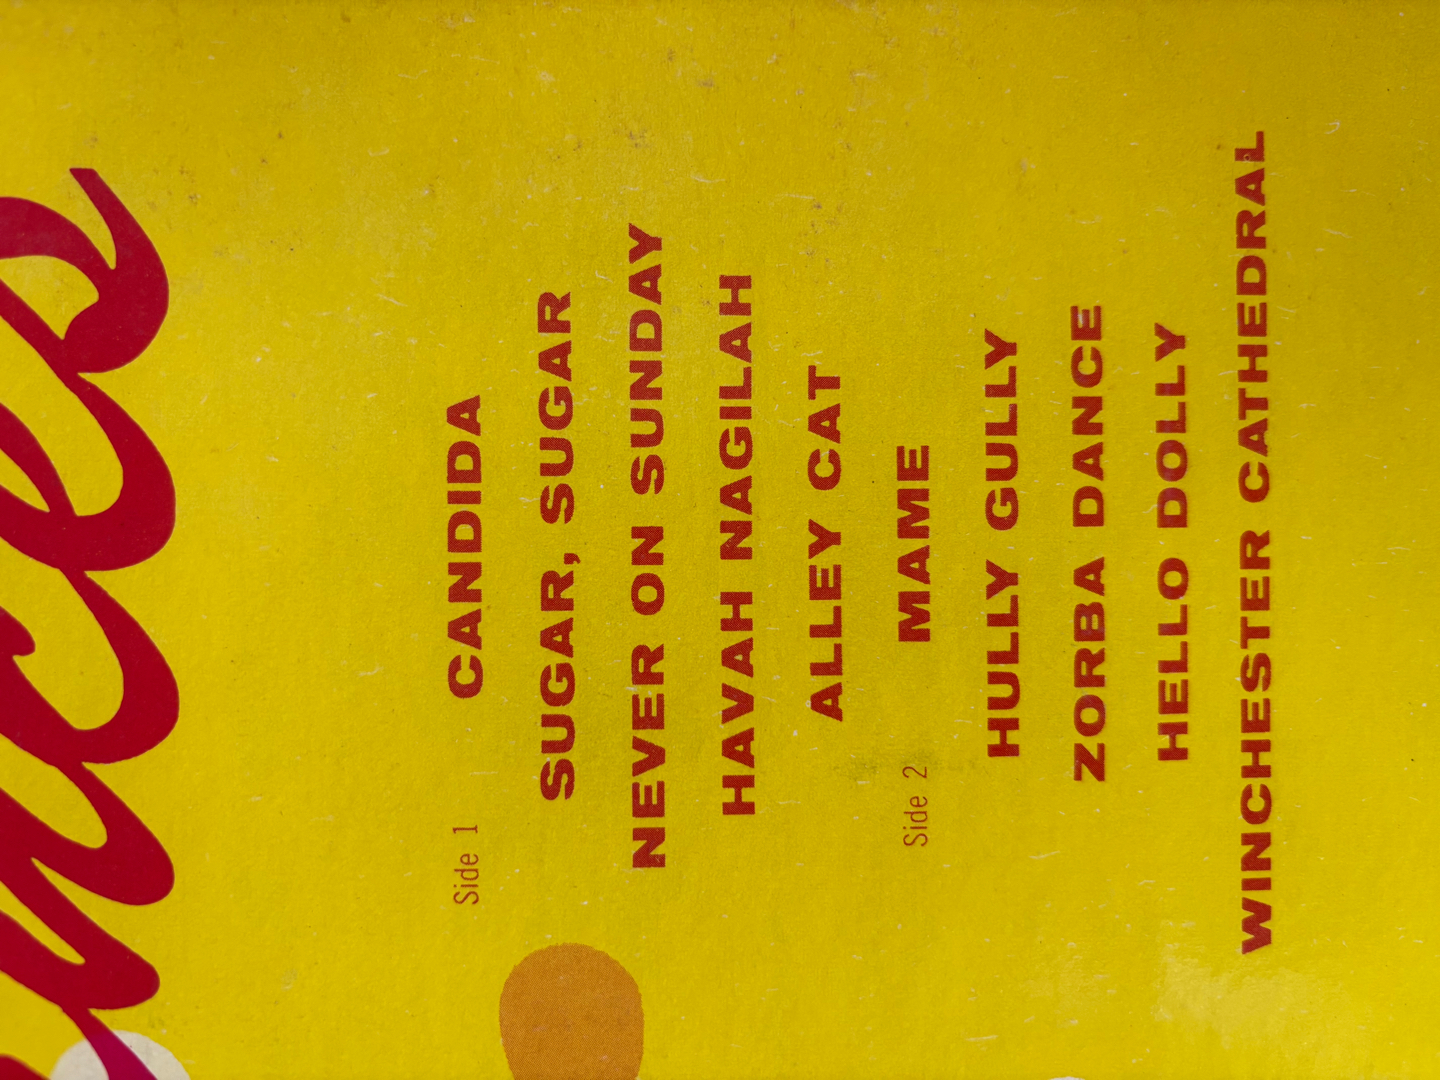 Side 1 CANDIDA
SUGAR, SUGAR
NEVER ON SUNDAY
HAVAH NAGILAH
ALLEY CAT
Side 2 MAME
HULLY GULLY
ZORBA DANCE
HELLO DOLLY
WINCHESTER CATHEDRAL